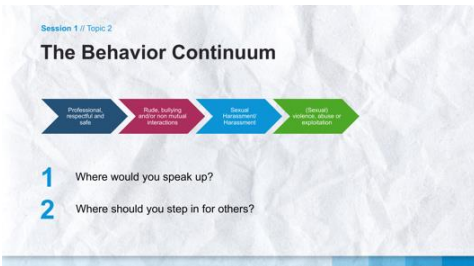 Session 1 // Topic 2
The Behavior Continuum
Professional,
respectful and
safe
Rude, bullying
and/or non mutual
interactions
Sexual
Harassment/
Harassment
(Sexual)
violence, abuse or
exploitation
1 Where would you speak up?
2 Where should you step in for others?